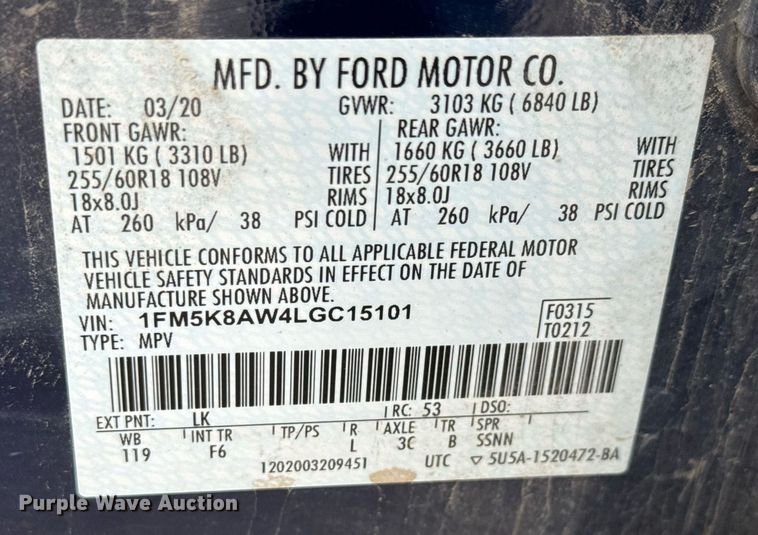 MFD. BY FORD MOTOR CO.
DATE: 03/20 GVWR: 3103 KG ( 6840 LB)
FRONT GAWR: REAR GAWR:
1501 KG ( 3310 LB) WITH 1660 KG ( 3660 LB) WITH
255/60R18 108V TIRES 255/60R18 108V TIRES
18x8.0J RIMS 18x8.0J RIMS
AT 260 kPa/ 38 PSI COLD AT 260 kPa/ 38 PSI COLD
THIS VEHICLE CONFORMS TO ALL APPLICABLE FEDERAL MOTOR
VEHICLE SAFETY STANDARDS IN EFFECT ON THE DATE OF
MANUFACTURE SHOWN ABOVE.
VIN: 1FM5K8AW4LGC15101 F0315
TYPE: MPV T0212
EXT PNT: LK RC: 53 DSO:
WB INT TR TP/PS R AXLE TR SPR
119 F6 L 3C B SSNN
1202003209451 UTC ▽ 5U5A-1520472-BA
Purple Wave Auction